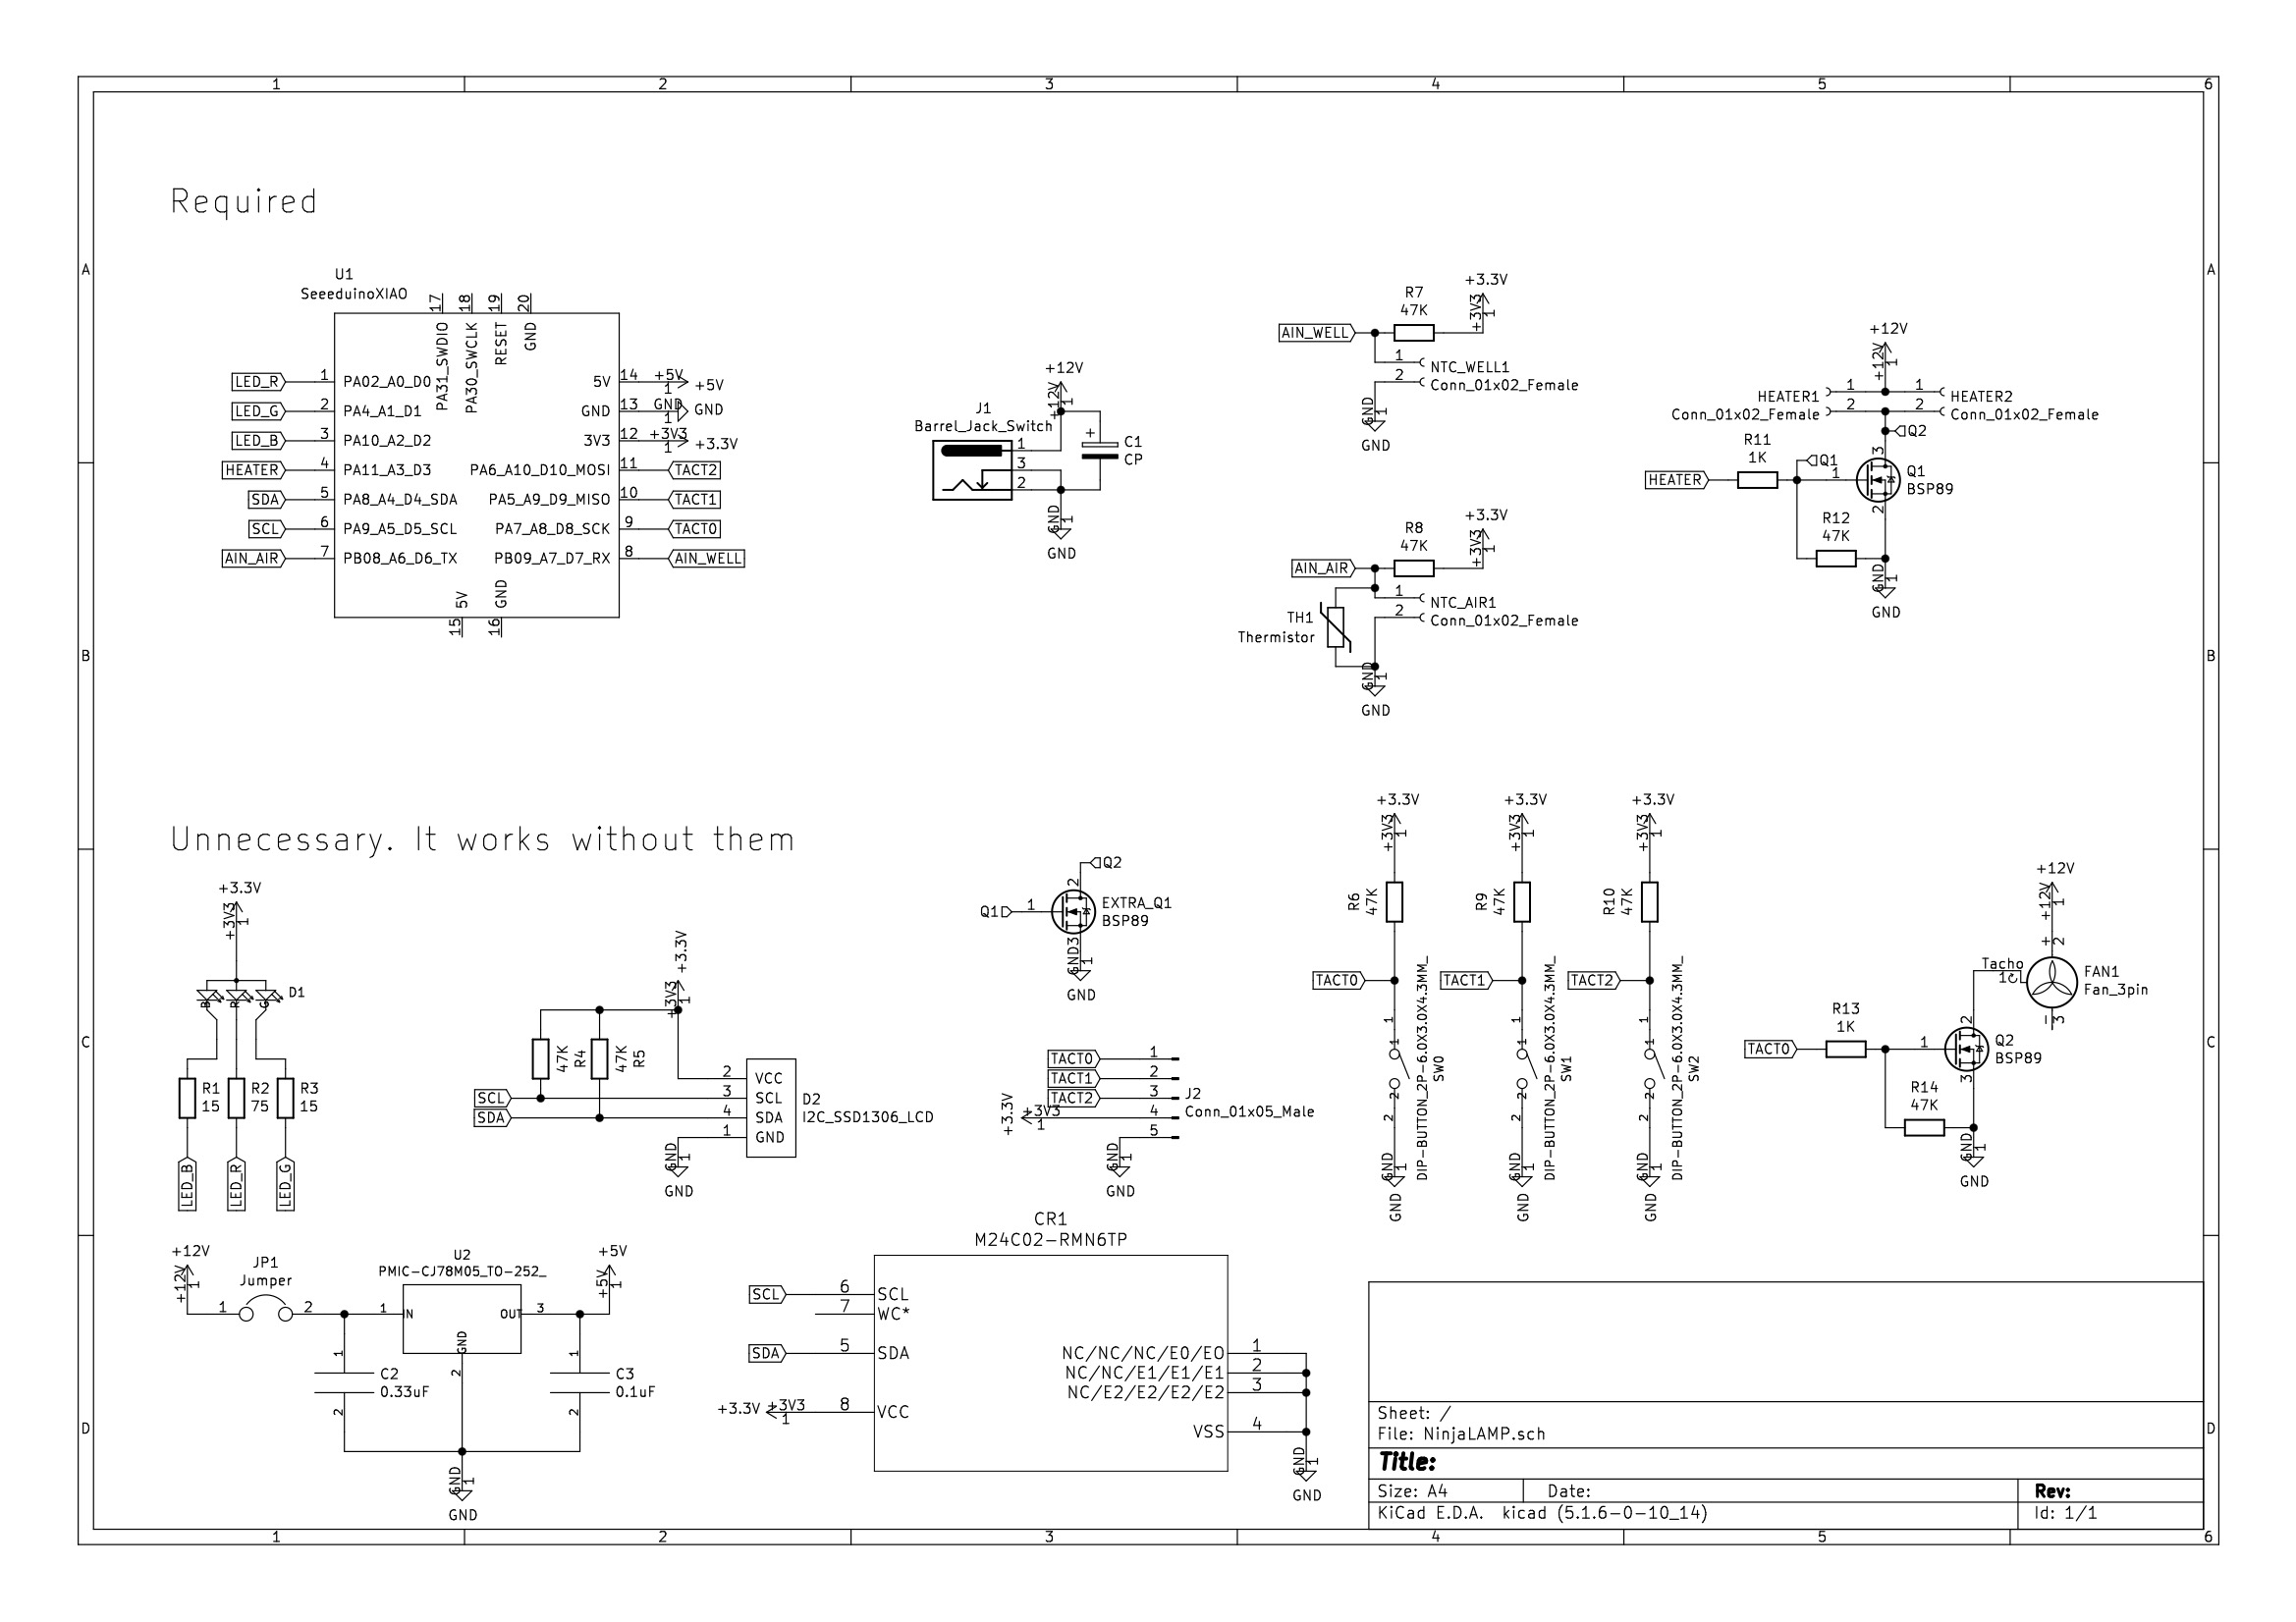 1 2 3 4 5 6
A
B
C
D
A
B
C
D
Required
U1
SeeeduinoXIAO
17 18 19 20
PA31_SWDIO
PA30_SWCLK
RESET
GND
LED_R 1 PA02_A0_D0
LED_G 2 PA4_A1_D1
LED_B 3 PA10_A2_D2
HEATER 4 PA11_A3_D3
SDA 5 PA8_A4_D4_SDA
SCL 6 PA9_A5_D5_SCL
AIN_AIR 7 PB08_A6_D6_TX
5V 14 +5V 1 +5V
GND 13 GND 1 GND
3V3 12 +3V3 1 +3.3V
PA6_A10_D10_MOSI 11 TACT2
PA5_A9_D9_MISO 10 TACT1
PA7_A8_D8_SCK 9 TACT0
PB09_A7_D7_RX 8 AIN_WELL
5V
GND
15 16
+12V
+12V
1
J1
Barrel_Jack_Switch
1
3
2
+
C1
CP
GND
1
GND
+3.3V
+3V3
1
R7
47K
AIN_WELL
1
2
NTC_WELL1
Conn_01x02_Female
GND
1
GND
+3.3V
+3V3
1
R8
47K
AIN_AIR
1
2
NTC_AIR1
Conn_01x02_Female
TH1
Thermistor
GND
1
GND
+12V
+12V
1
HEATER1
Conn_01x02_Female
1 1
2 2
HEATER2
Conn_01x02_Female
Q2
R11
1K
HEATER
Q1
1
3
2
Q1
BSP89
R12
47K
GND
1
GND
Unnecessary. It works without them
+3.3V
+3V3
1
B R G
D1
R1
15
R2
75
R3
15
LED_B
LED_R
LED_G
+3.3V
+3V3
1
47K
R4
47K
R5
SCL
SDA
2 VCC
3 SCL
4 SDA
1 GND
D2
I2C_SSD1306_LCD
GND
1
GND
Q2
2
Q1
1
EXTRA_Q1
BSP89
3
GND
1
GND
TACT0 1
TACT1 2
TACT2 3
+3.3V
+3V3
1
4
5
J2
Conn_01x05_Male
GND
1
GND
+3.3V
+3V3
1
R6
47K
TACT0
1
1
2
2
SW0
DIP-BUTTON_2P-6.0X3.0X4.3MM_
GND
1
GND
+3.3V
+3V3
1
R9
47K
TACT1
1
1
2
2
SW1
DIP-BUTTON_2P-6.0X3.0X4.3MM_
GND
1
GND
+3.3V
+3V3
1
R10
47K
TACT2
1
1
2
2
SW2
DIP-BUTTON_2P-6.0X3.0X4.3MM_
GND
1
GND
+12V
+12V
1
+
2
Tacho
1
FAN1
Fan_3pin
-
3
R13
1K
TACT0
1
2
3
Q2
BSP89
R14
47K
GND
1
GND
+12V
+12V
1
JP1
Jumper
1 2
U2
PMIC-CJ78M05_TO-252_
1 IN OUT 3
GND
2
+5V
+5V
1
1
C2
0.33uF
2
1
C3
0.1uF
2
GND
1
GND
CR1
M24C02-RMN6TP
SCL 6 SCL
7 WC*
SDA 5 SDA
+3.3V +3V3 1 8 VCC
NC/NC/NC/E0/EO 1
NC/NC/E1/E1/E1 2
NC/E2/E2/E2/E2 3
VSS 4
GND
1
GND
Sheet: /
File: NinjaLAMP.sch
Title:
Size: A4 Date: Rev:
KiCad E.D.A. kicad (5.1.6-0-10_14) Id: 1/1
1 2 3 4 5 6